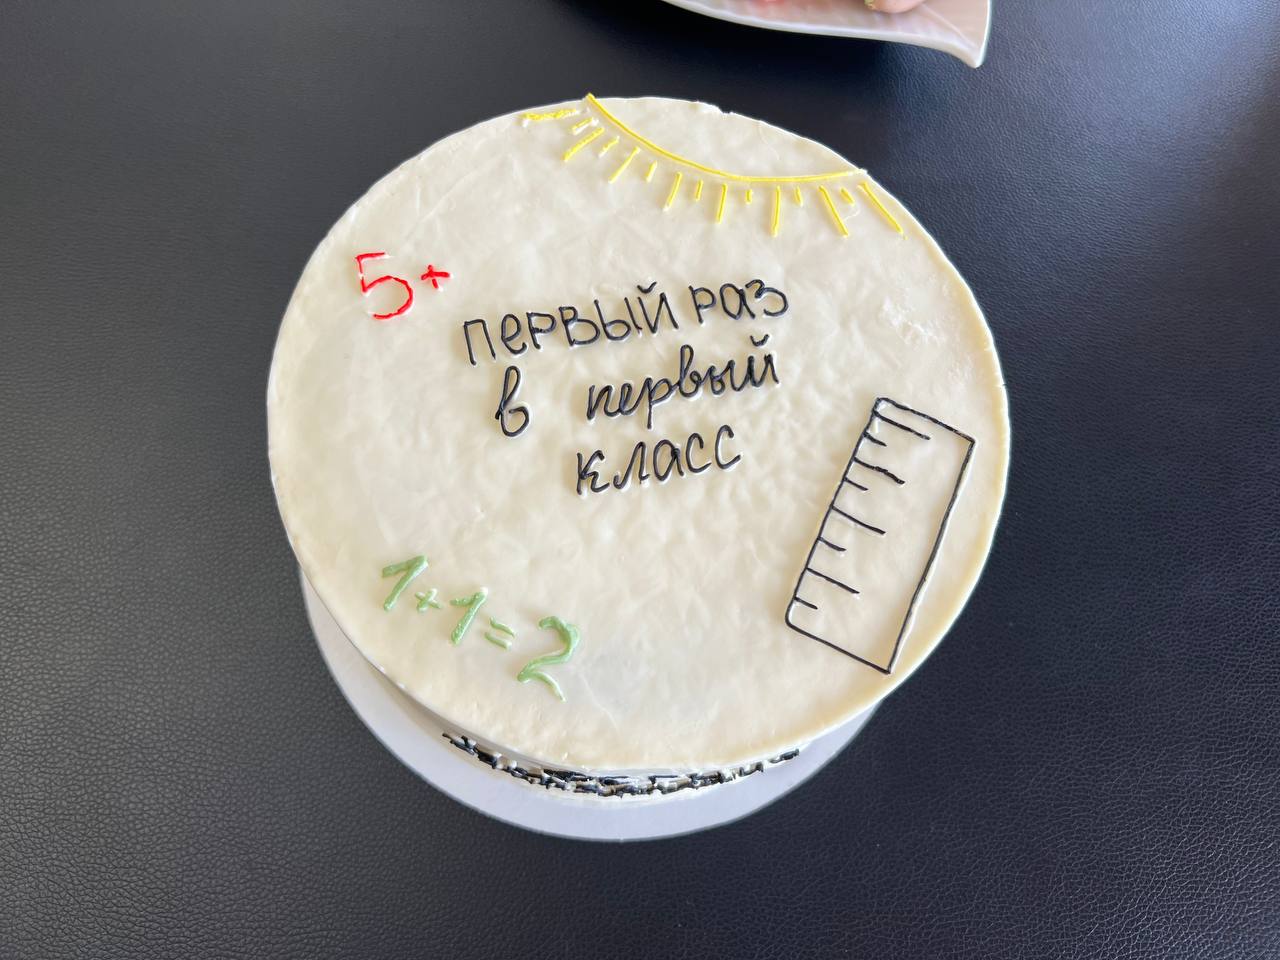 5+
первый раз
в первый
класс
1+1=2